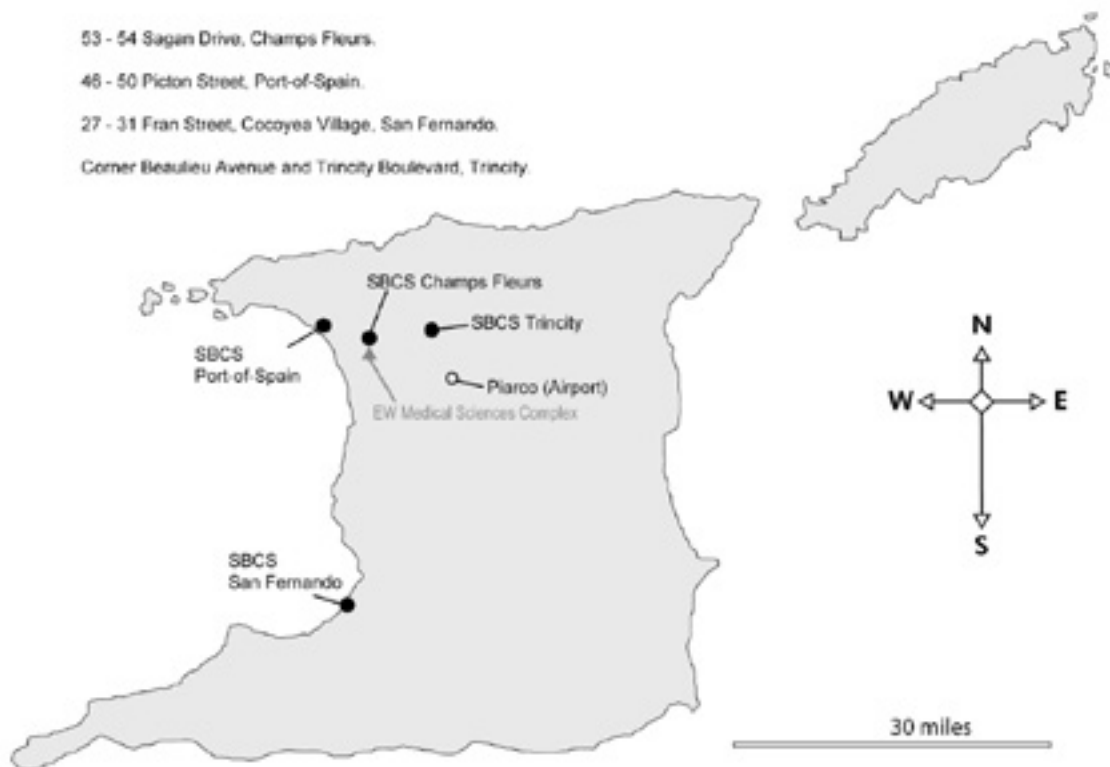 53 - 54 Sagan Drive, Champs Fleurs.
46 - 50 Picton Street, Port-of-Spain.
27 - 31 Fran Street, Cocoyea Village, San Fernando.
Corner Beaulieu Avenue and Trincity Boulevard, Trincity.
SBCS Champs Fleurs
SBCS Trincity
SBCS
Port-of-Spain
Piarco (Airport)
EW Medical Sciences Complex
N
W
E
S
SBCS
San Fernando
30 miles